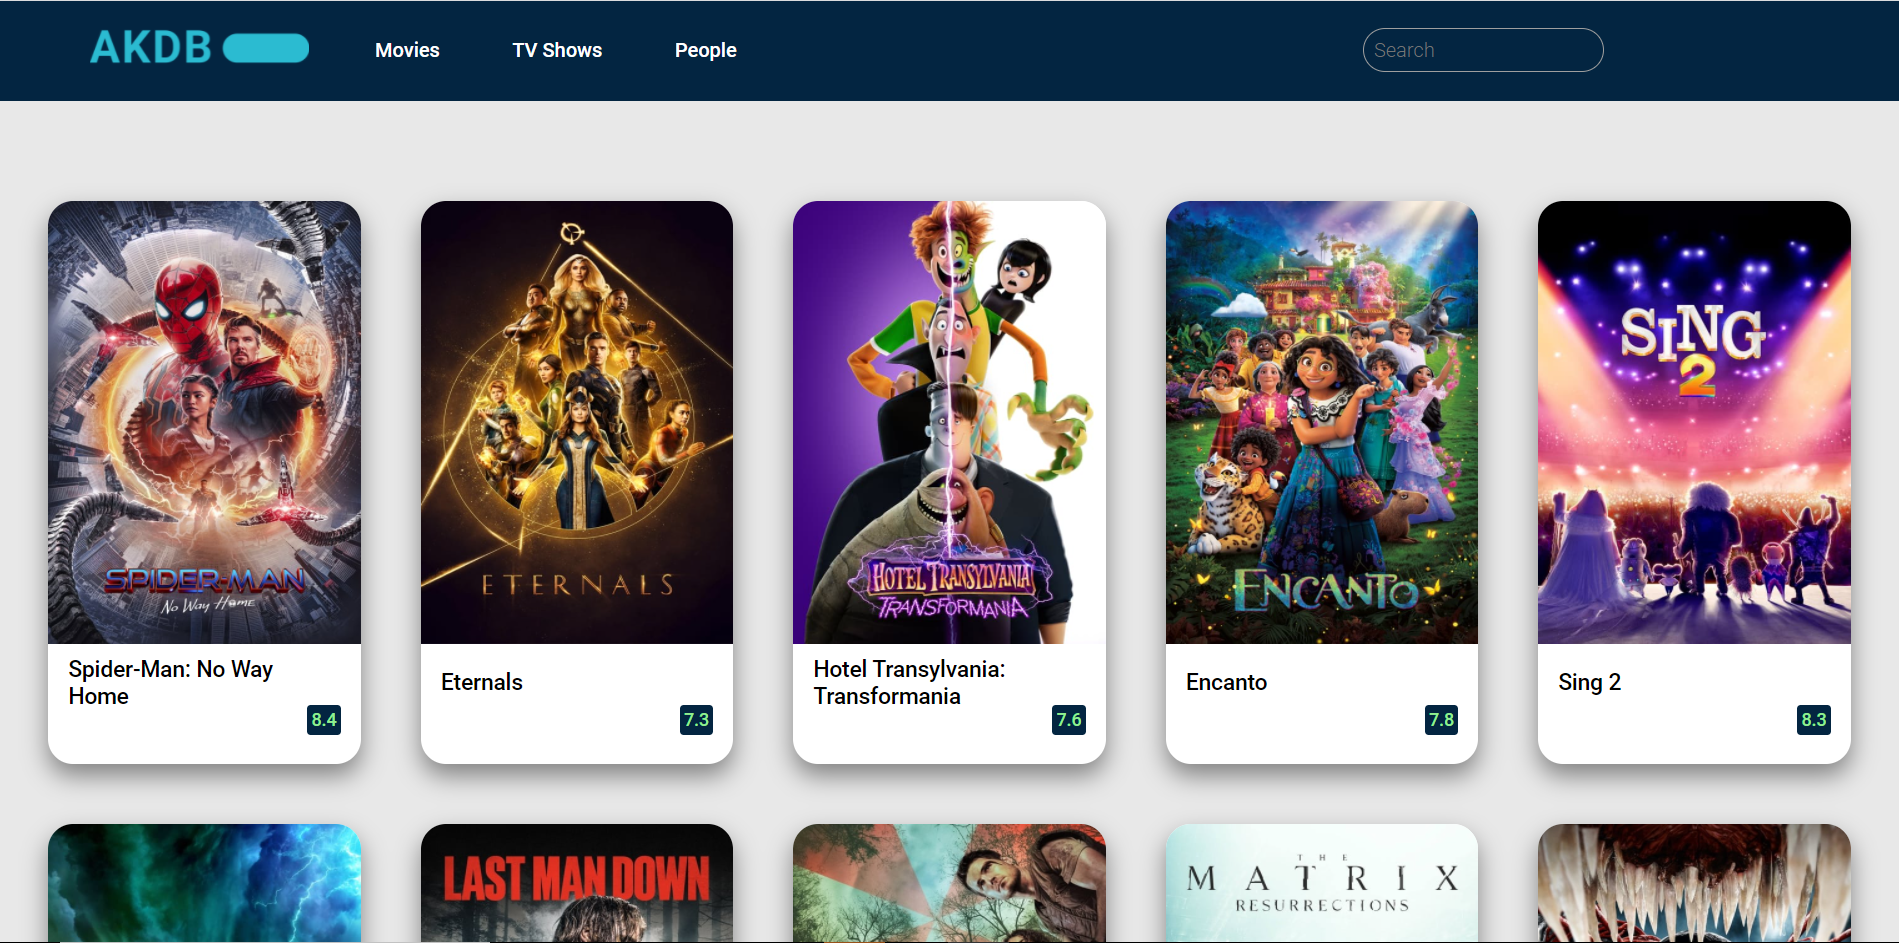 AKDB
Movies
TV Shows
People
Search
SPIDER-MAN
No Way Home
ETERNALS
HOTEL TRANSYLVANIA
TRANSFORMANIA
ENCANTO
SING
2
Spider-Man: No Way
Home
8.4
Eternals
7.3
Hotel Transylvania:
Transformania
7.6
Encanto
7.8
Sing 2
8.3
LAST MAN DOWN
THE
MATRIX
RESURRECTIONS